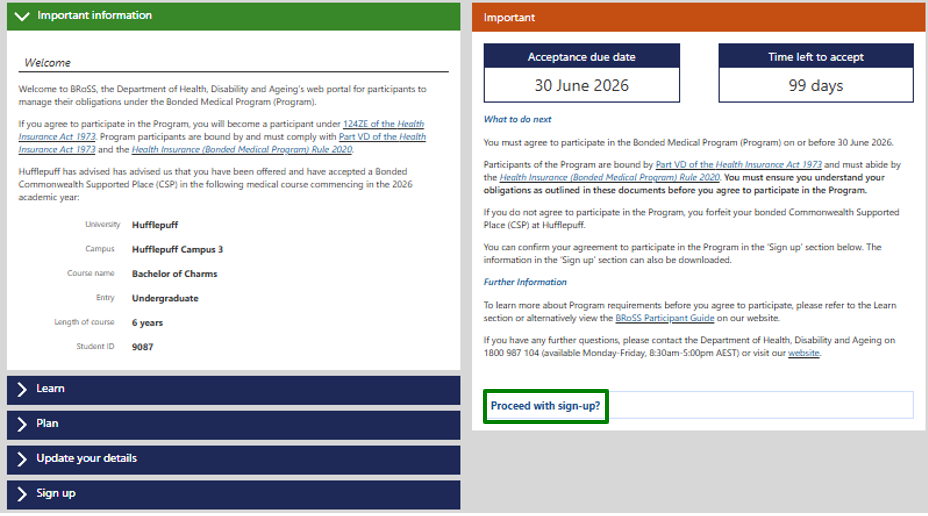 Important information
Welcome
Welcome to BRoSS, the Department of Health, Disability and Ageing's web portal for participants to
manage their obligations under the Bonded Medical Program (Program).
If you agree to participate in the Program, you will become a participant under 124ZE of the Health
Insurance Act 1973. Program participants are bound by and must comply with Part VD of the Health
Insurance Act 1973 and the Health Insurance (Bonded Medical Program) Rule 2020.
Hufflepuff has advised has advised us that you have been offered and have accepted a Bonded
Commonwealth Supported Place (CSP) in the following medical course commencing in the 2026
academic year:
University Hufflepuff
Campus Hufflepuff Campus 3
Course name Bachelor of Charms
Entry Undergraduate
Length of course 6 years
Student ID 9087
Learn
Plan
Update your details
Sign up
Important
Acceptance due date
30 June 2026
Time left to accept
99 days
What to do next
You must agree to participate in the Bonded Medical Program (Program) on or before 30 June 2026.
Participants of the Program are bound by Part VD of the Health Insurance Act 1973 and must abide by
the Health Insurance (Bonded Medical Program) Rule 2020. You must ensure you understand your
obligations as outlined in these documents before you agree to participate in the Program.
If you do not agree to participate in the Program, you forfeit your bonded Commonwealth Supported
Place (CSP) at Hufflepuff.
You can confirm your agreement to participate in the Program in the 'Sign up' section below. The
information in the 'Sign up' section can also be downloaded.
Further Information
To learn more about Program requirements before you agree to participate, please refer to the Learn
section or alternatively view the BRoSS Participant Guide on our website.
If you have any further questions, please contact the Department of Health, Disability and Ageing on
1800 987 104 (available Monday-Friday, 8:30am-5:00pm AEST) or visit our website.
Proceed with sign-up?